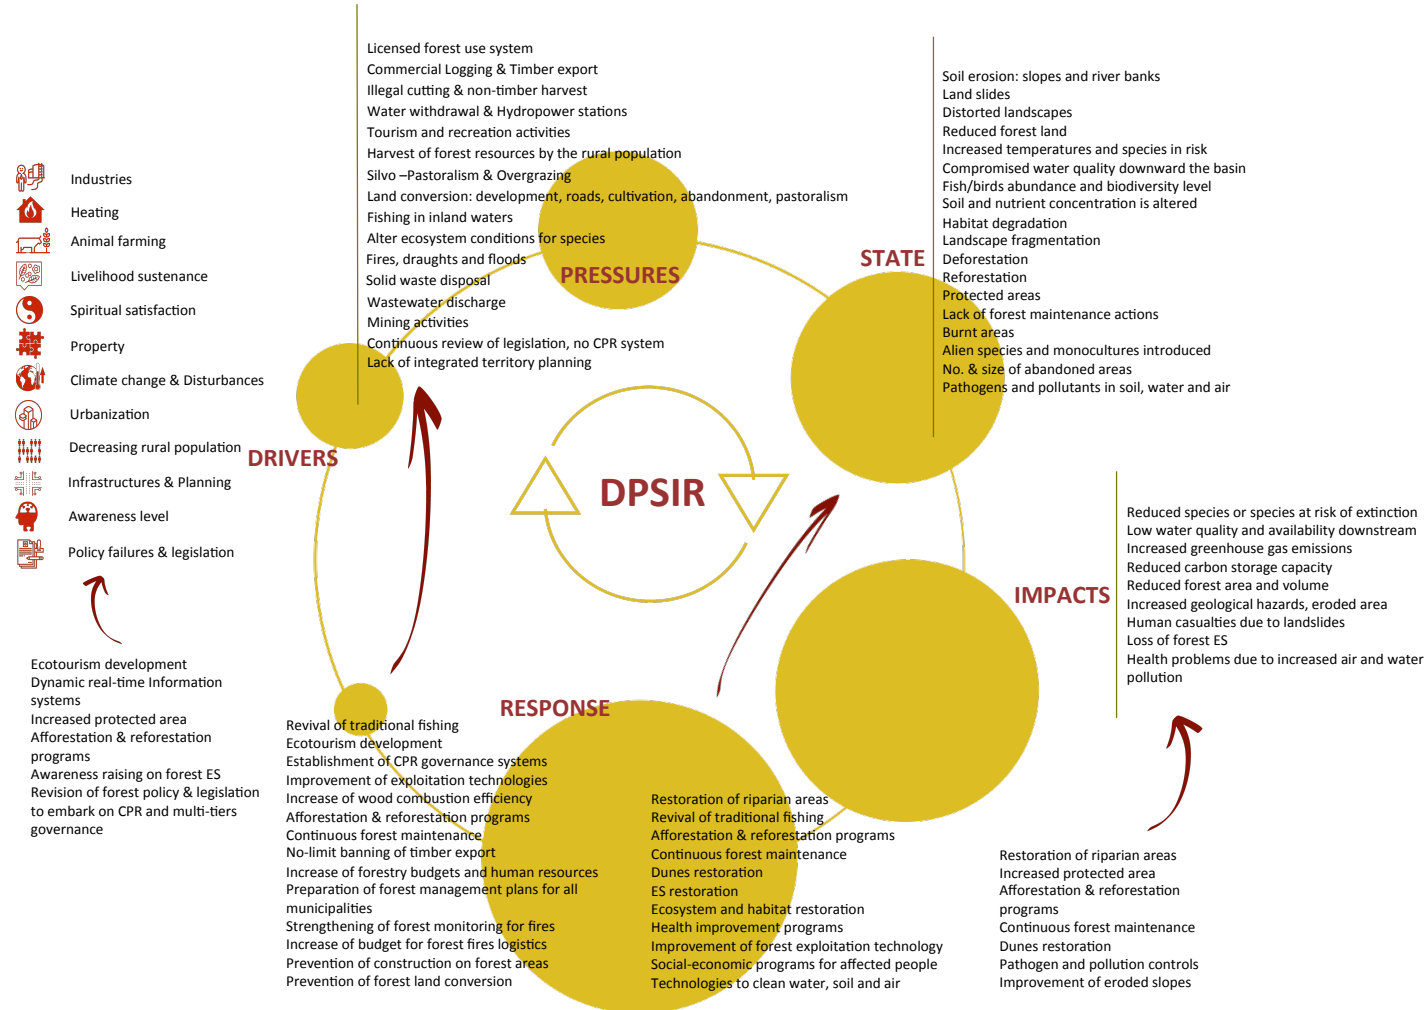 Licensed forest use system
Commercial Logging & Timber export
Illegal cutting & non-timber harvest
Water withdrawal & Hydropower stations
Tourism and recreation activities
Harvest of forest resources by the rural population
Silvo –Pastoralism & Overgrazing
Land conversion: development, roads, cultivation, abandonment, pastoralism
Fishing in inland waters
Alter ecosystem conditions for species
Fires, draughts and floods
Solid waste disposal
Wastewater discharge
Mining activities
Continuous review of legislation, no CPR system
Lack of integrated territory planning
PRESSURES
STATE
Soil erosion: slopes and river banks
Land slides
Distorted landscapes
Reduced forest land
Increased temperatures and species in risk
Compromised water quality downward the basin
Fish/birds abundance and biodiversity level
Soil and nutrient concentration is altered
Habitat degradation
Landscape fragmentation
Deforestation
Reforestation
Protected areas
Lack of forest maintenance actions
Burnt areas
Alien species and monocultures introduced
No. & size of abandoned areas
Pathogens and pollutants in soil, water and air
Industries
Heating
Animal farming
Livelihood sustenance
Spiritual satisfaction
Property
Climate change & Disturbances
Urbanization
Decreasing rural population
Infrastructures & Planning
Awareness level
Policy failures & legislation
DRIVERS
DPSIR
IMPACTS
Reduced species or species at risk of extinction
Low water quality and availability downstream
Increased greenhouse gas emissions
Reduced carbon storage capacity
Reduced forest area and volume
Increased geological hazards, eroded area
Human casualties due to landslides
Loss of forest ES
Health problems due to increased air and water
pollution
Ecotourism development
Dynamic real-time Information
systems
Increased protected area
Afforestation & reforestation
programs
Awareness raising on forest ES
Revision of forest policy & legislation
to embark on CPR and multi-tiers
governance
RESPONSE
Revival of traditional fishing
Ecotourism development
Establishment of CPR governance systems
Improvement of exploitation technologies
Increase of wood combustion efficiency
Afforestation & reforestation programs
Continuous forest maintenance
No-limit banning of timber export
Increase of forestry budgets and human resources
Preparation of forest management plans for all
municipalities
Strengthening of forest monitoring for fires
Increase of budget for forest fires logistics
Prevention of construction on forest areas
Prevention of forest land conversion
Restoration of riparian areas
Revival of traditional fishing
Afforestation & reforestation programs
Continuous forest maintenance
Dunes restoration
ES restoration
Ecosystem and habitat restoration
Health improvement programs
Improvement of forest exploitation technology
Social-economic programs for affected people
Technologies to clean water, soil and air
Restoration of riparian areas
Increased protected area
Afforestation & reforestation
programs
Continuous forest maintenance
Dunes restoration
Pathogen and pollution controls
Improvement of eroded slopes